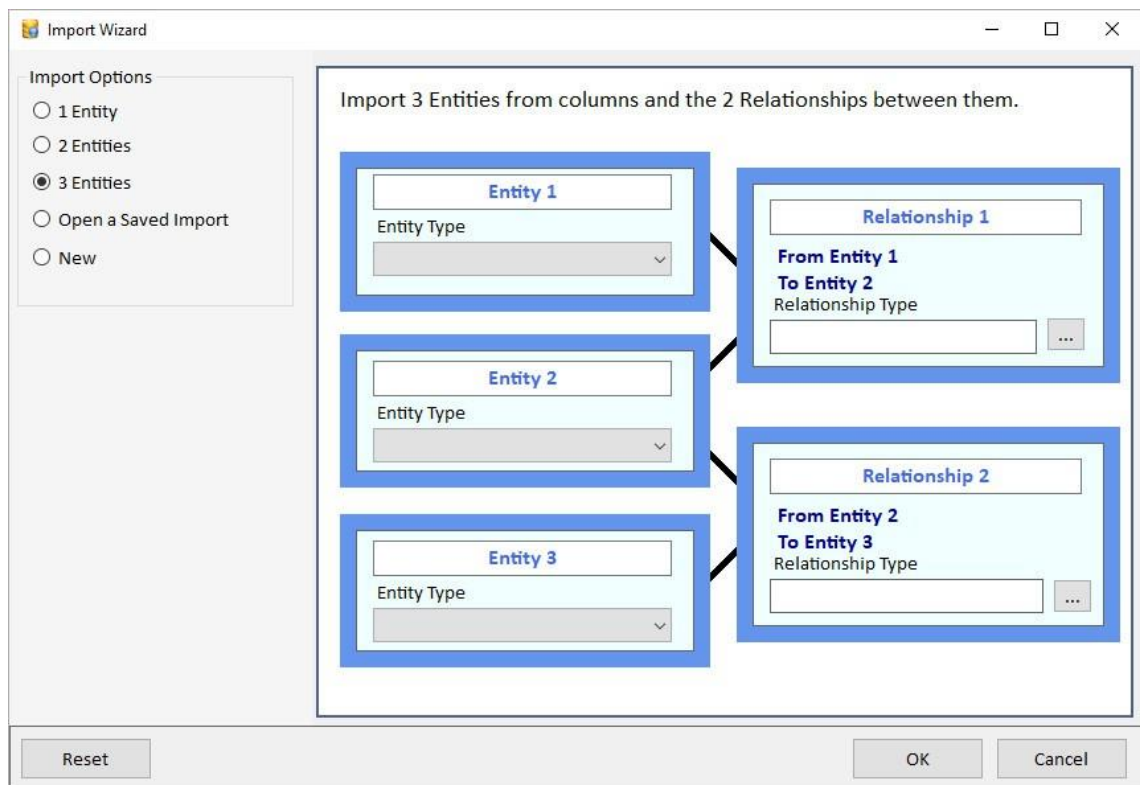 Import Wizard
Import Options
1 Entity
2 Entities
3 Entities
Open a Saved Import
New
Import 3 Entities from columns and the 2 Relationships between them.
Entity 1
Entity Type
Relationship 1
From Entity 1
To Entity 2
Relationship Type
...
Entity 2
Entity Type
Relationship 2
From Entity 2
To Entity 3
Relationship Type
...
Entity 3
Entity Type
Reset
OK
Cancel